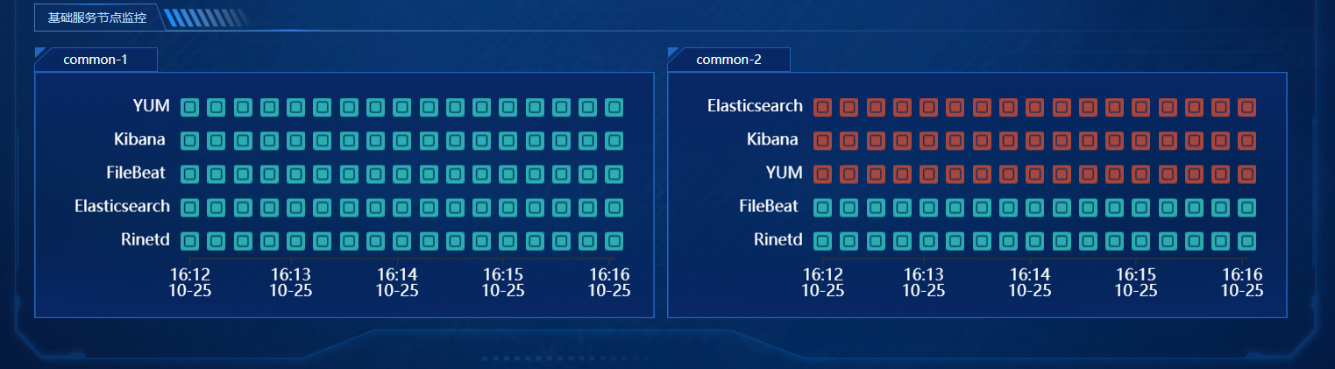 基础服务节点监控
common-1
YUM
Kibana
FileBeat
Elasticsearch
Rinetd
16:12 16:13 16:14 16:15 16:16
10-25 10-25 10-25 10-25 10-25
common-2
Elasticsearch
Kibana
YUM
FileBeat
Rinetd
16:12 16:13 16:14 16:15 16:16
10-25 10-25 10-25 10-25 10-25